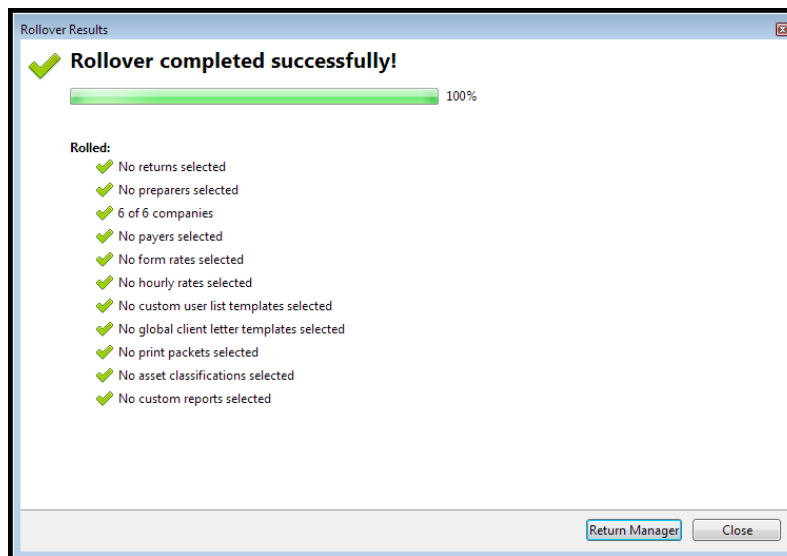 Rollover Results
Rollover completed successfully!
100%
Rolled:
No returns selected
No preparers selected
6 of 6 companies
No payers selected
No form rates selected
No hourly rates selected
No custom user list templates selected
No global client letter templates selected
No print packets selected
No asset classifications selected
No custom reports selected
Return Manager
Close